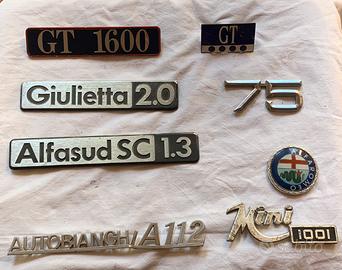 GT 1600
GT
Giulietta 2.0
75
Alfasud SC 1.3
ALFA ROMEO
AUTOBIANCHI A112
Mini 1001